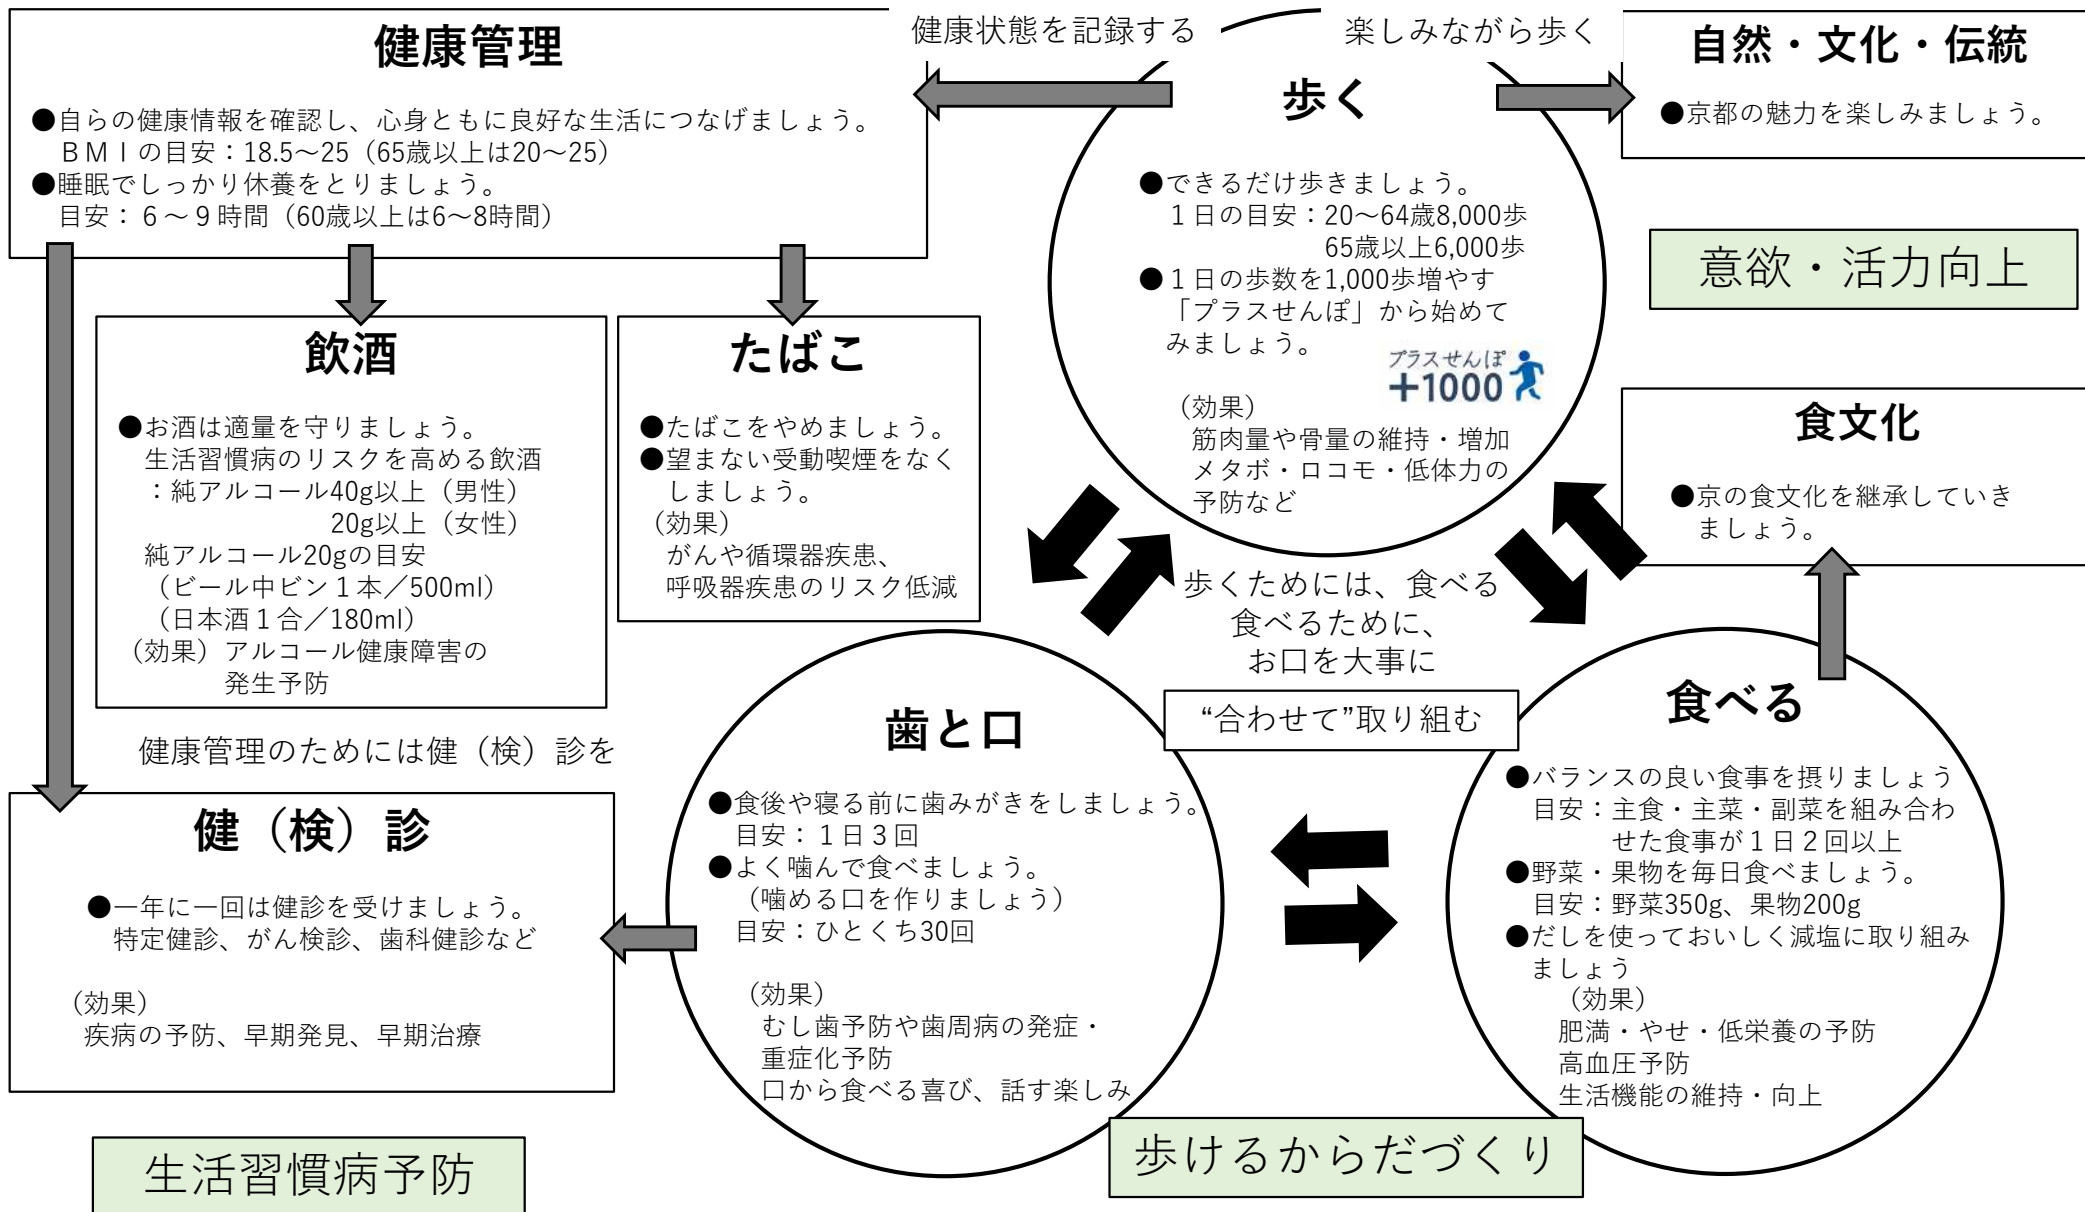 健康管理
●自らの健康情報を確認し、心身ともに良好な生活につなげましょう。
ＢＭＩの目安：18.5～25（65歳以上は20～25）
●睡眠でしっかり休養をとりましょう。
目安：６～９時間（60歳以上は6～8時間）
健康状態を記録する
楽しみながら歩く
歩く
●できるだけ歩きましょう。
１日の目安：20～64歳8,000歩
65歳以上6,000歩
●１日の歩数を1,000歩増やす
「プラスせんぽ」から始めて
みましょう。
プラスせんぽ
+1000
（効果）
筋肉量や骨量の維持・増加
メタボ・ロコモ・低体力の
予防など
自然・文化・伝統
●京都の魅力を楽しみましょう。
意欲・活力向上
飲酒
●お酒は適量を守りましょう。
生活習慣病のリスクを高める飲酒
：純アルコール40g以上（男性）
20g以上（女性）
純アルコール20gの目安
（ビール中ビン１本／500ml）
（日本酒１合／180ml）
（効果）アルコール健康障害の
発生予防
たばこ
●たばこをやめましょう。
●望まない受動喫煙をなく
しましょう。
（効果）
がんや循環器疾患、
呼吸器疾患のリスク低減
食文化
●京の食文化を継承していき
ましょう。
歩くためには、食べる
食べるために、
お口を大事に
“合わせて”取り組む
健康管理のためには健（検）診を
健（検）診
●一年に一回は健診を受けましょう。
特定健診、がん検診、歯科健診など
（効果）
疾病の予防、早期発見、早期治療
歯と口
●食後や寝る前に歯みがきをしましょう。
目安：１日３回
●よく噛んで食べましょう。
（噛める口を作りましょう）
目安：ひとくち30回
（効果）
むし歯予防や歯周病の発症・
重症化予防
口から食べる喜び、話す楽しみ
食べる
●バランスの良い食事を摂りましょう
目安：主食・主菜・副菜を組み合わ
せた食事が１日２回以上
●野菜・果物を毎日食べましょう。
目安：野菜350g、果物200g
●だしを使っておいしく減塩に取り組み
ましょう
（効果）
肥満・やせ・低栄養の予防
高血圧予防
生活機能の維持・向上
生活習慣病予防
歩けるからだづくり